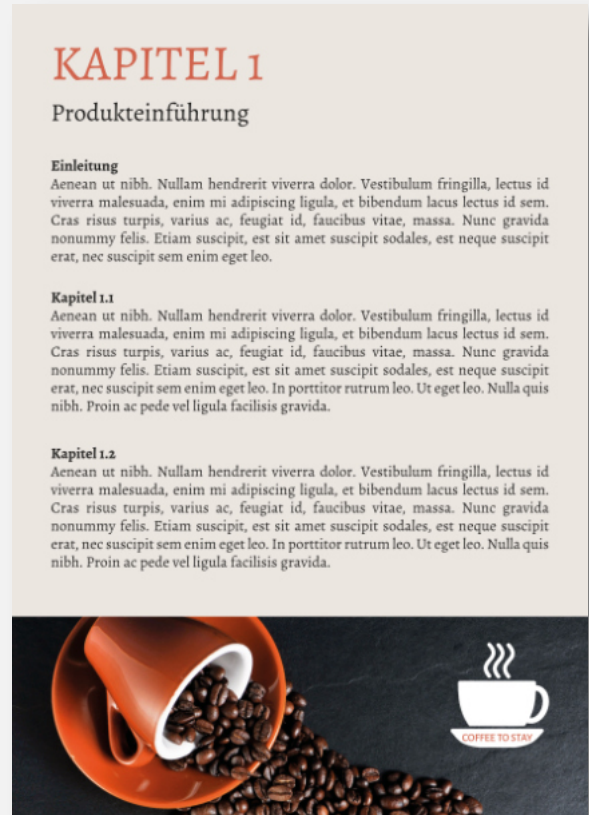 KAPITEL 1
Produkteinführung
Einleitung
Aenean ut nibh. Nullam hendrerit viverra dolor. Vestibulum fringilla, lectus id
viverra malesuada, enim mi adipiscing ligula, et bibendum lacus lectus id sem.
Cras risus turpis, varius ac, feugiat id, faucibus vitae, massa. Nunc gravida
nonummy felis. Etiam suscipit, est sit amet suscipit sodales, est neque suscipit
erat, nec suscipit sem enim eget leo.
Kapitel 1.1
Aenean ut nibh. Nullam hendrerit viverra dolor. Vestibulum fringilla, lectus id
viverra malesuada, enim mi adipiscing ligula, et bibendum lacus lectus id sem.
Cras risus turpis, varius ac, feugiat id, faucibus vitae, massa. Nunc gravida
nonummy felis. Etiam suscipit, est sit amet suscipit sodales, est neque suscipit
erat, nec suscipit sem enim eget leo. In porttitor rutrum leo. Ut eget leo. Nulla quis
nibh. Proin ac pede vel ligula facilisis gravida.
Kapitel 1.2
Aenean ut nibh. Nullam hendrerit viverra dolor. Vestibulum fringilla, lectus id
viverra malesuada, enim mi adipiscing ligula, et bibendum lacus lectus id sem.
Cras risus turpis, varius ac, feugiat id, faucibus vitae, massa. Nunc gravida
nonummy felis. Etiam suscipit, est sit amet suscipit sodales, est neque suscipit
erat, nec suscipit sem enim eget leo. In porttitor rutrum leo. Ut eget leo. Nulla quis
nibh. Proin ac pede vel ligula facilisis gravida.
COFFEE TO STAY